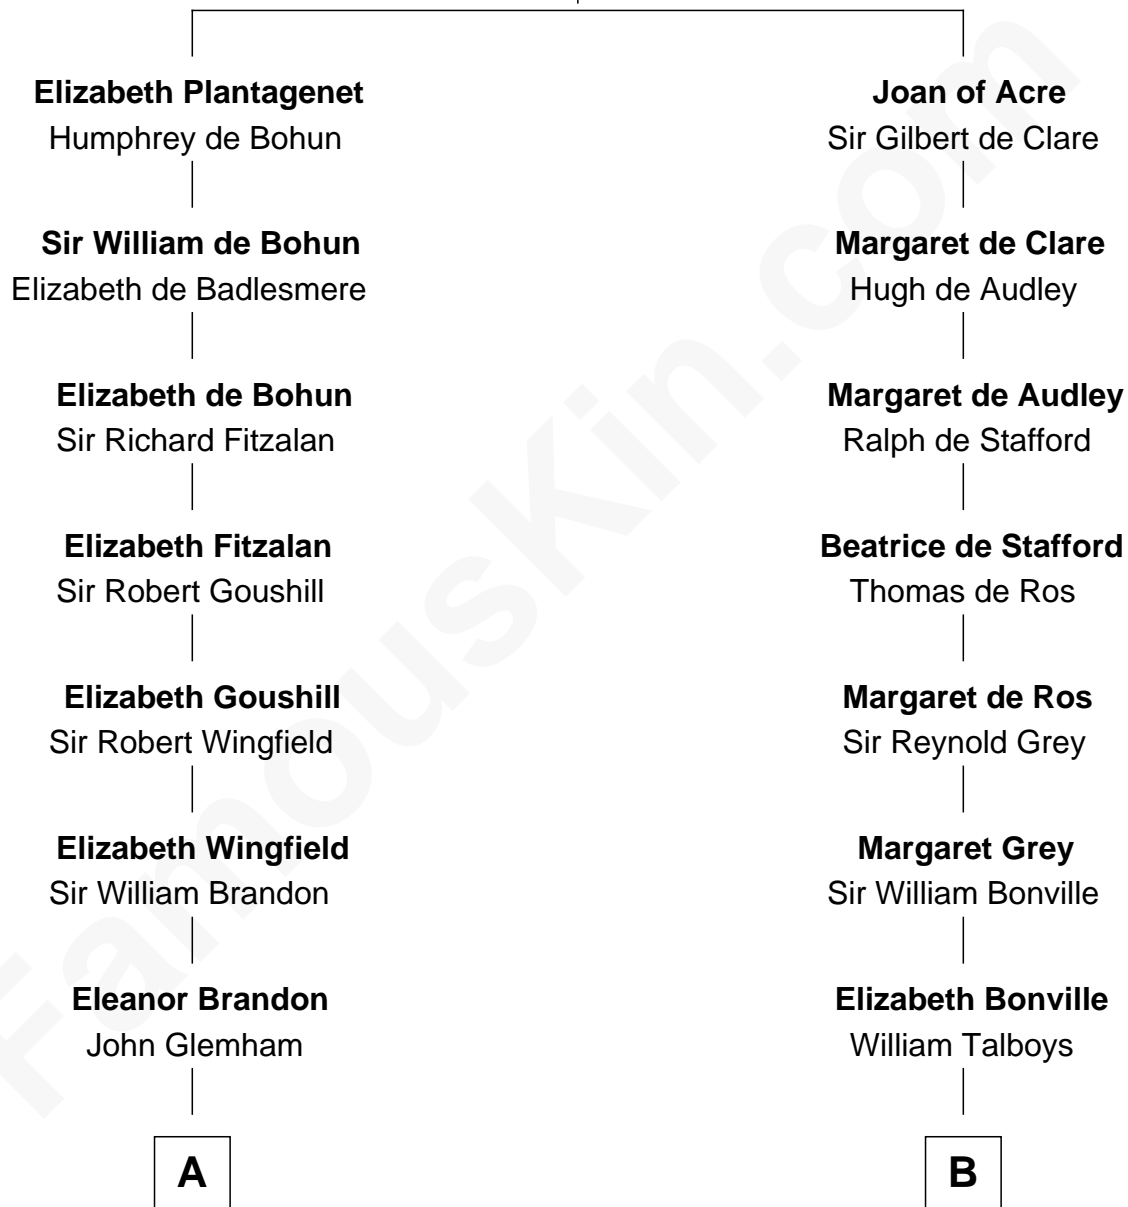 Elizabeth Plantagenet
Humphrey de Bohun
Joan of Acre
Sir Gilbert de Clare
Sir William de Bohun
Elizabeth de Badlesmere
Margaret de Clare
Hugh de Audley
Elizabeth de Bohun
Sir Richard Fitzalan
Margaret de Audley
Ralph de Stafford
Elizabeth Fitzalan
Sir Robert Goushill
Beatrice de Stafford
Thomas de Ros
Elizabeth Goushill
Sir Robert Wingfield
Margaret de Ros
Sir Reynold Grey
Elizabeth Wingfield
Sir William Brandon
Margaret Grey
Sir William Bonville
Eleanor Brandon
John Glemham
Elizabeth Bonville
William Talboys
A
B
FamousKin.com